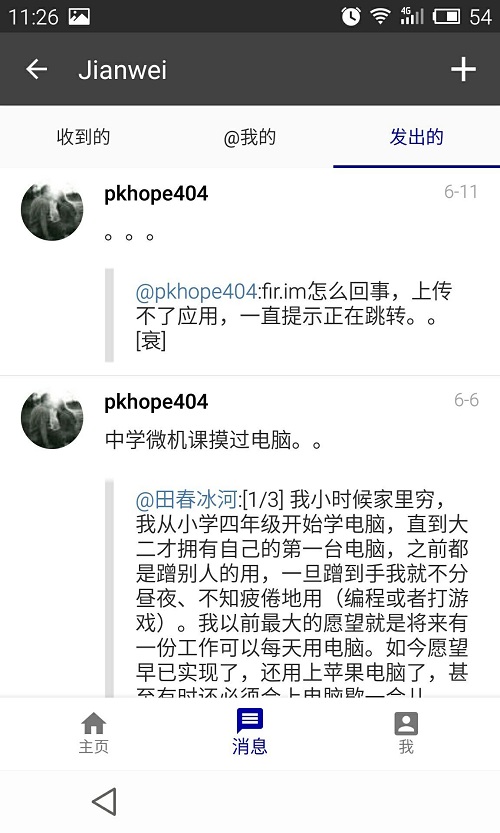 11:26
4G
54
Jianwei
收到的
@我的
发出的
pkhope404
6-11
。。。
@pkhope404:fir.im怎么回事，上传
不了应用，一直提示正在跳转。。
[衰]
pkhope404
6-6
中学微机课摸过电脑。。
@田春冰河:[1/3] 我小时候家里穷，
我从小学四年级开始学电脑，直到大
二才拥有自己的第一台电脑，之前都
是蹭别人的用，一旦蹭到手我就不分
昼夜、不知疲倦地用（编程或者打游
戏）。我以前最大的愿望就是将来有
一份工作可以每天用电脑。如今愿望
早已实现了，还用上苹果电脑了，甚
至有时还必须合上电脑歇一会儿
主页
消息
我